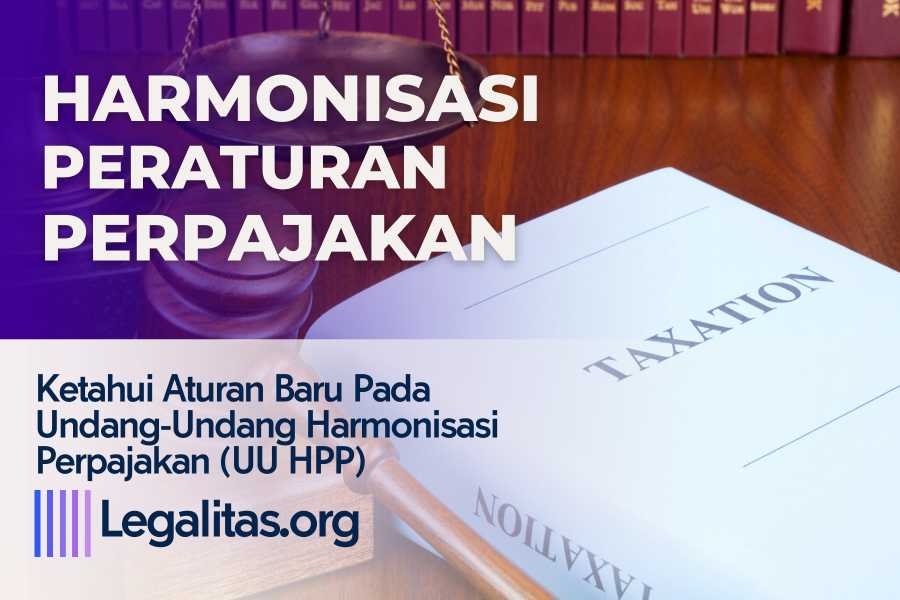 HARMONISASI
PERATURAN
PERPAJAKAN
TAXATION
Ketahui Aturan Baru Pada
Undang-Undang Harmonisasi
Perpajakan (UU HPP)
Legalitas.org
TAXATION